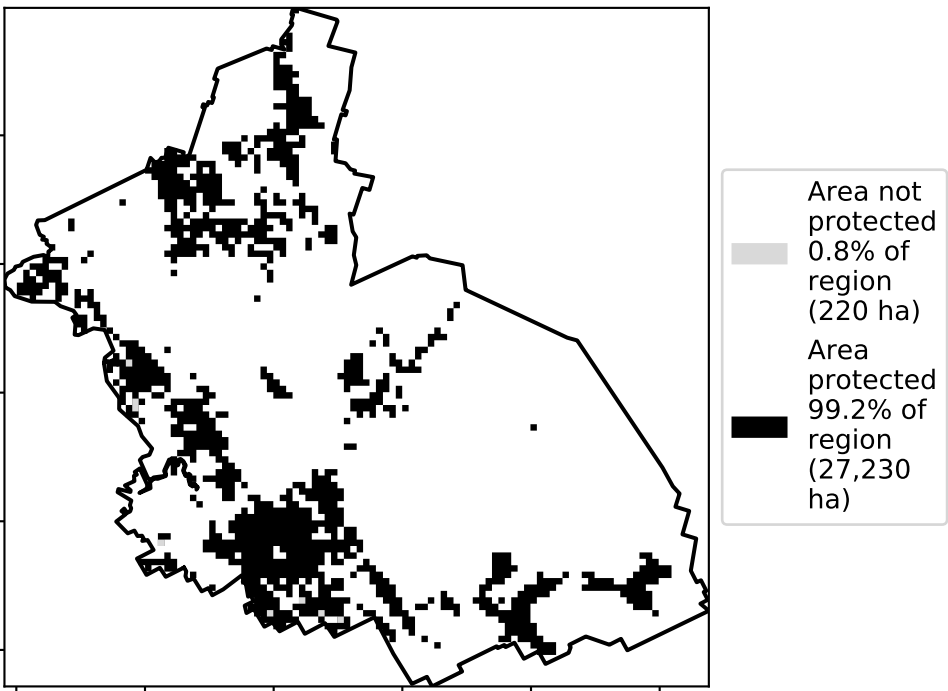 Area not
protected
0.8% of
region
(220 ha)
Area
protected
99.2% of
region
(27,230
ha)